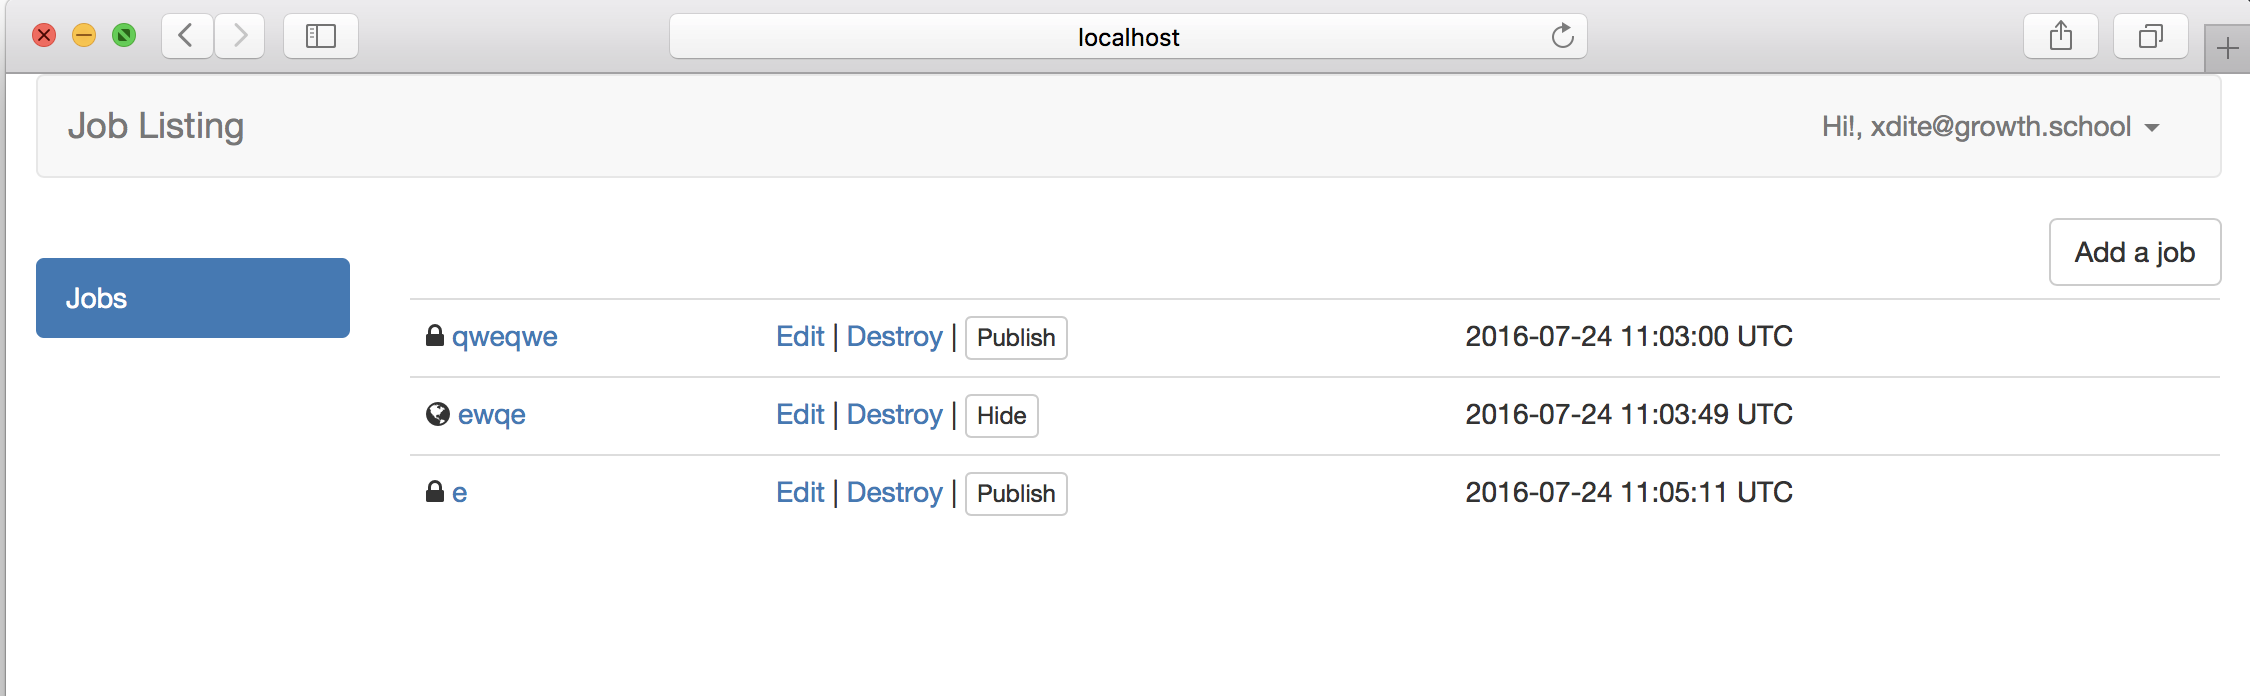 localhost
Job Listing
Hi!, xdite@growth.school
Add a job
Jobs
qweqwe Edit | Destroy | Publish 2016-07-24 11:03:00 UTC
ewqe Edit | Destroy | Hide 2016-07-24 11:03:49 UTC
e Edit | Destroy | Publish 2016-07-24 11:05:11 UTC